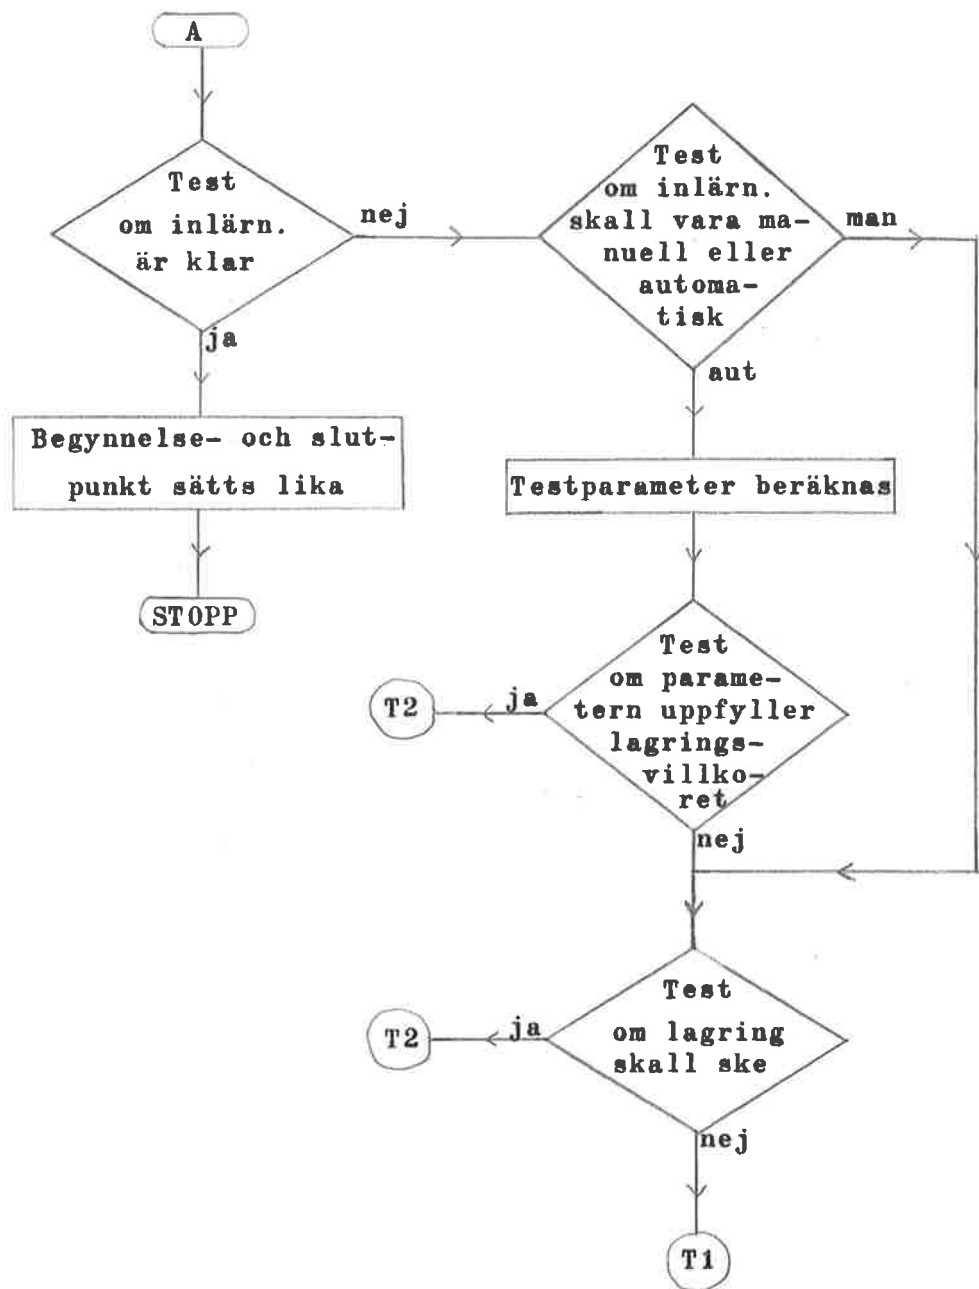 A
Test
om inlärn.
är klar
nej
ja
Begynnelse- och slut-
punkt sätts lika
STOPP
Test
om inlärn.
skall vara ma-
nuell eller
automa-
tisk
man
aut
Testparameter beräknas
Test
om parame-
tern uppfyller
lagrings-
villko-
ret
ja
T2
nej
Test
om lagring
skall ske
ja
T2
nej
T1